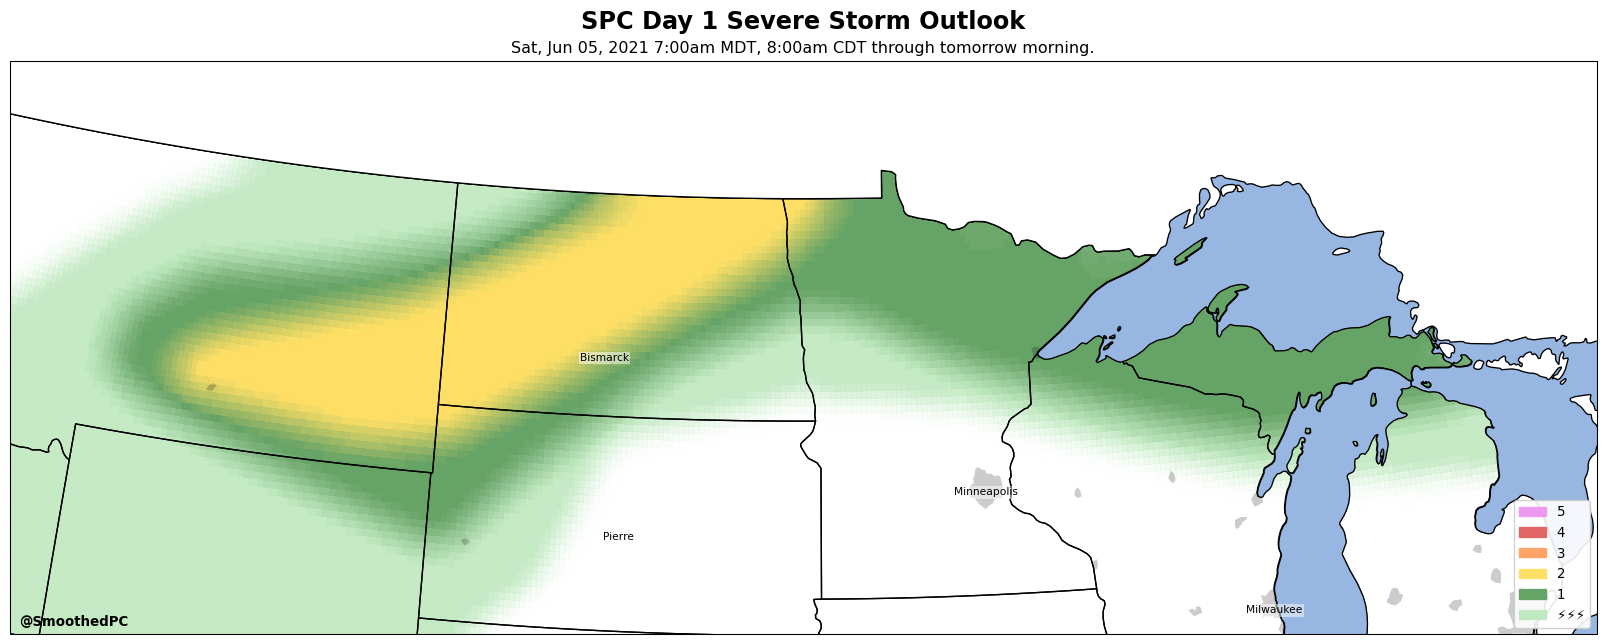 SPC Day 1 Severe Storm Outlook
Sat, Jun 05, 2021 7:00am MDT, 8:00am CDT through tomorrow morning.
Bismarck
Minneapolis
Pierre
Milwaukee
5
4
3
2
1
⚡⚡⚡
@SmoothedPC